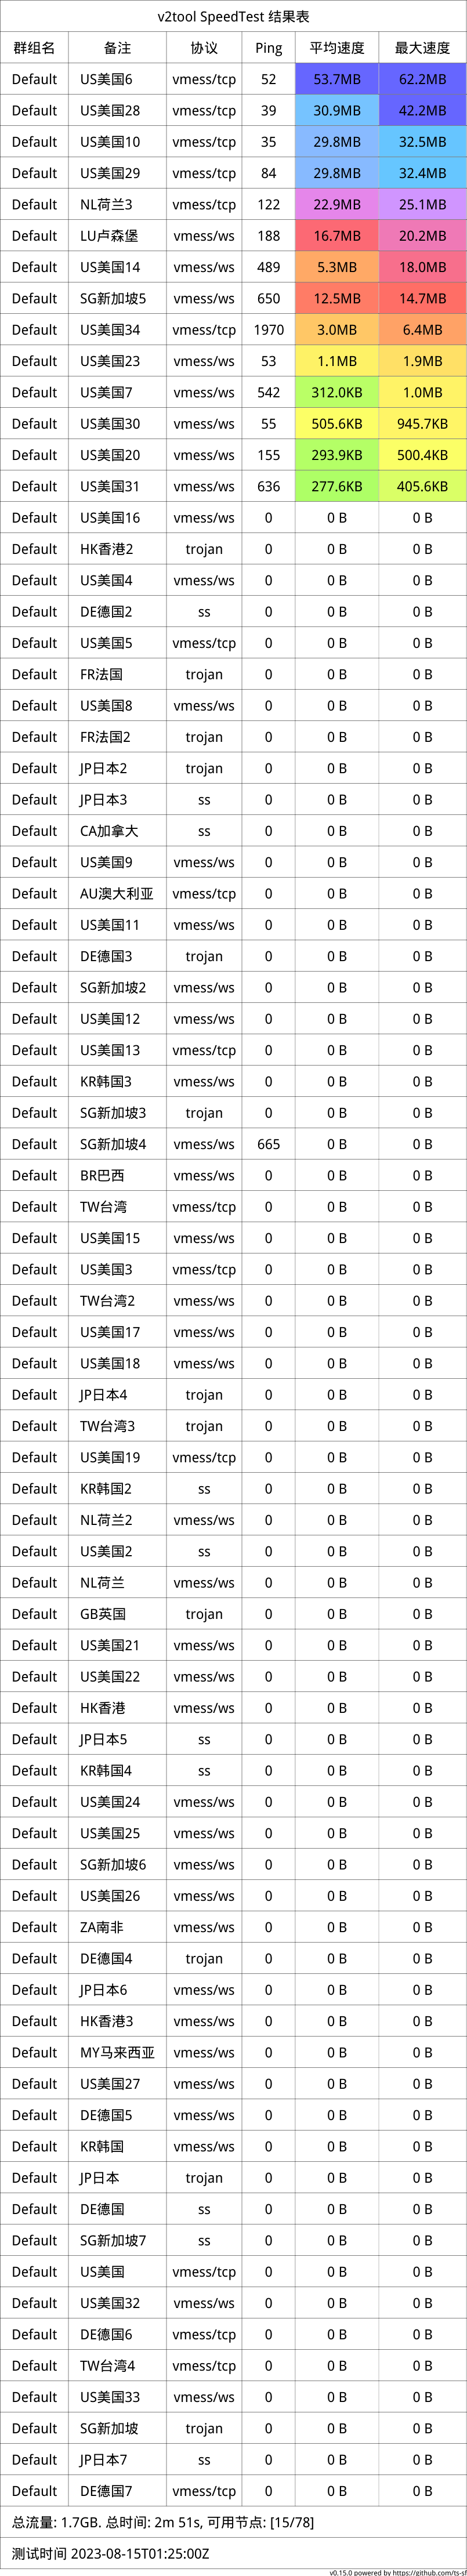 v2tool SpeedTest 结果表
群组名 备注 协议 Ping 平均速度 最大速度
Default US美国6 vmess/tcp 52 53.7MB 62.2MB
Default US美国28 vmess/tcp 39 30.9MB 42.2MB
Default US美国10 vmess/tcp 35 29.8MB 32.5MB
Default US美国29 vmess/tcp 84 29.8MB 32.4MB
Default NL荷兰3 vmess/tcp 122 22.9MB 25.1MB
Default LU卢森堡 vmess/ws 188 16.7MB 20.2MB
Default US美国14 vmess/ws 489 5.3MB 18.0MB
Default SG新加坡5 vmess/ws 650 12.5MB 14.7MB
Default US美国34 vmess/tcp 1970 3.0MB 6.4MB
Default US美国23 vmess/ws 53 1.1MB 1.9MB
Default US美国7 vmess/ws 542 312.0KB 1.0MB
Default US美国30 vmess/ws 55 505.6KB 945.7KB
Default US美国20 vmess/ws 155 293.9KB 500.4KB
Default US美国31 vmess/ws 636 277.6KB 405.6KB
Default US美国16 vmess/ws 0 0 B 0 B
Default HK香港2 trojan 0 0 B 0 B
Default US美国4 vmess/ws 0 0 B 0 B
Default DE德国2 ss 0 0 B 0 B
Default US美国5 vmess/tcp 0 0 B 0 B
Default FR法国 trojan 0 0 B 0 B
Default US美国8 vmess/ws 0 0 B 0 B
Default FR法国2 trojan 0 0 B 0 B
Default JP日本2 trojan 0 0 B 0 B
Default JP日本3 ss 0 0 B 0 B
Default CA加拿大 ss 0 0 B 0 B
Default US美国9 vmess/ws 0 0 B 0 B
Default AU澳大利亚 vmess/tcp 0 0 B 0 B
Default US美国11 vmess/ws 0 0 B 0 B
Default DE德国3 trojan 0 0 B 0 B
Default SG新加坡2 vmess/ws 0 0 B 0 B
Default US美国12 vmess/ws 0 0 B 0 B
Default US美国13 vmess/tcp 0 0 B 0 B
Default KR韩国3 vmess/ws 0 0 B 0 B
Default SG新加坡3 trojan 0 0 B 0 B
Default SG新加坡4 vmess/ws 665 0 B 0 B
Default BR巴西 vmess/ws 0 0 B 0 B
Default TW台湾 vmess/tcp 0 0 B 0 B
Default US美国15 vmess/ws 0 0 B 0 B
Default US美国3 vmess/tcp 0 0 B 0 B
Default TW台湾2 vmess/ws 0 0 B 0 B
Default US美国17 vmess/ws 0 0 B 0 B
Default US美国18 vmess/ws 0 0 B 0 B
Default JP日本4 trojan 0 0 B 0 B
Default TW台湾3 trojan 0 0 B 0 B
Default US美国19 vmess/tcp 0 0 B 0 B
Default KR韩国2 ss 0 0 B 0 B
Default NL荷兰2 vmess/ws 0 0 B 0 B
Default US美国2 ss 0 0 B 0 B
Default NL荷兰 vmess/ws 0 0 B 0 B
Default GB英国 trojan 0 0 B 0 B
Default US美国21 vmess/ws 0 0 B 0 B
Default US美国22 vmess/ws 0 0 B 0 B
Default HK香港 vmess/ws 0 0 B 0 B
Default JP日本5 ss 0 0 B 0 B
Default KR韩国4 ss 0 0 B 0 B
Default US美国24 vmess/ws 0 0 B 0 B
Default US美国25 vmess/ws 0 0 B 0 B
Default SG新加坡6 vmess/ws 0 0 B 0 B
Default US美国26 vmess/ws 0 0 B 0 B
Default ZA南非 vmess/ws 0 0 B 0 B
Default DE德国4 trojan 0 0 B 0 B
Default JP日本6 vmess/ws 0 0 B 0 B
Default HK香港3 vmess/ws 0 0 B 0 B
Default MY马来西亚 vmess/ws 0 0 B 0 B
Default US美国27 vmess/ws 0 0 B 0 B
Default DE德国5 vmess/ws 0 0 B 0 B
Default KR韩国 vmess/ws 0 0 B 0 B
Default JP日本 trojan 0 0 B 0 B
Default DE德国 ss 0 0 B 0 B
Default SG新加坡7 ss 0 0 B 0 B
Default US美国 vmess/tcp 0 0 B 0 B
Default US美国32 vmess/ws 0 0 B 0 B
Default DE德国6 vmess/tcp 0 0 B 0 B
Default TW台湾4 vmess/tcp 0 0 B 0 B
Default US美国33 vmess/ws 0 0 B 0 B
Default SG新加坡 trojan 0 0 B 0 B
Default JP日本7 ss 0 0 B 0 B
Default DE德国7 vmess/tcp 0 0 B 0 B
总流量: 1.7GB. 总时间: 2m 51s, 可用节点: [15/78]
测试时间 2023-08-15T01:25:00Z
v0.15.0 powered by https://github.com/ts-sf